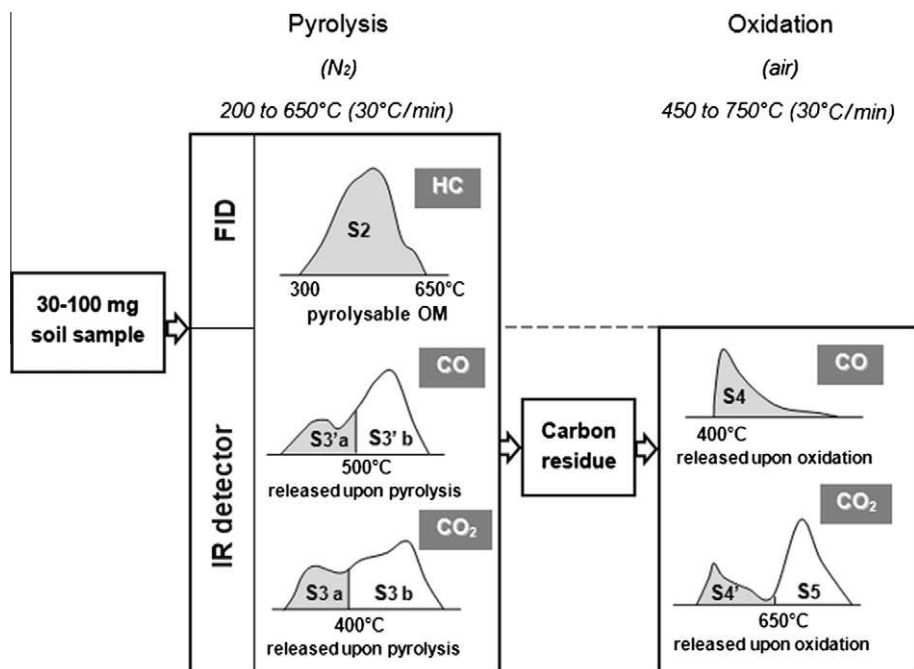 Pyrolysis
(N₂)
200 to 650°C (30°C/min)
Oxidation
(air)
450 to 750°C (30°C/min)
30-100 mg
soil sample
FID
HC
S2
300 650°C
pyrolysable OM
IR detector
CO
S3'a S3' b
500°C
released upon pyrolysis
CO₂
S3 a S3 b
400°C
released upon pyrolysis
Carbon
residue
CO
S4
400°C
released upon oxidation
CO₂
S4' S5
650°C
released upon oxidation